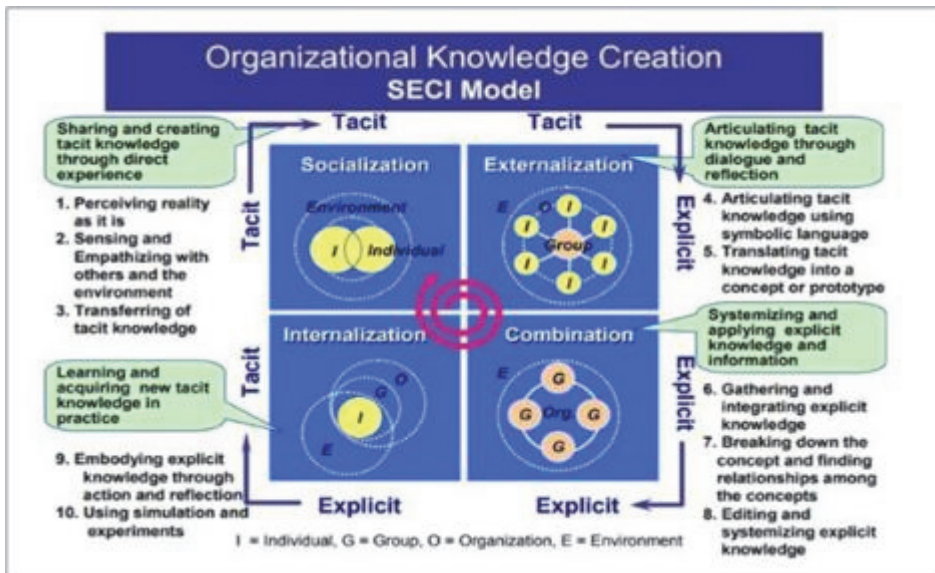 Organizational Knowledge Creation
SECI Model
Tacit
Tacit
Sharing and creating
tacit knowledge
through direct
experience
1. Perceiving reality
as it is
2. Sensing and
Empathizing with
others and the
environment
3. Transferring of
tacit knowledge
Tacit
Socialization
Environment
I
Individual
Externalization
E
O
I
I
I
Group
I
I
I
Explicit
Articulating tacit
knowledge through
dialogue and
reflection
4. Articulating tacit
knowledge using
symbolic language
5. Translating tacit
knowledge into a
concept or prototype
Learning and
acquiring new tacit
knowledge in
practice
9. Embodying explicit
knowledge through
action and reflection
10. Using simulation and
experiments
Tacit
Internalization
O
G
I
E
Combination
E
G
G
Org.
G
G
Explicit
Systemizing and
applying explicit
knowledge and
information
6. Gathering and
integrating explicit
knowledge
7. Breaking down the
concept and finding
relationships among
the concepts
8. Editing and
systemizing explicit
knowledge
Explicit
Explicit
I = Individual, G = Group, O = Organization, E = Environment